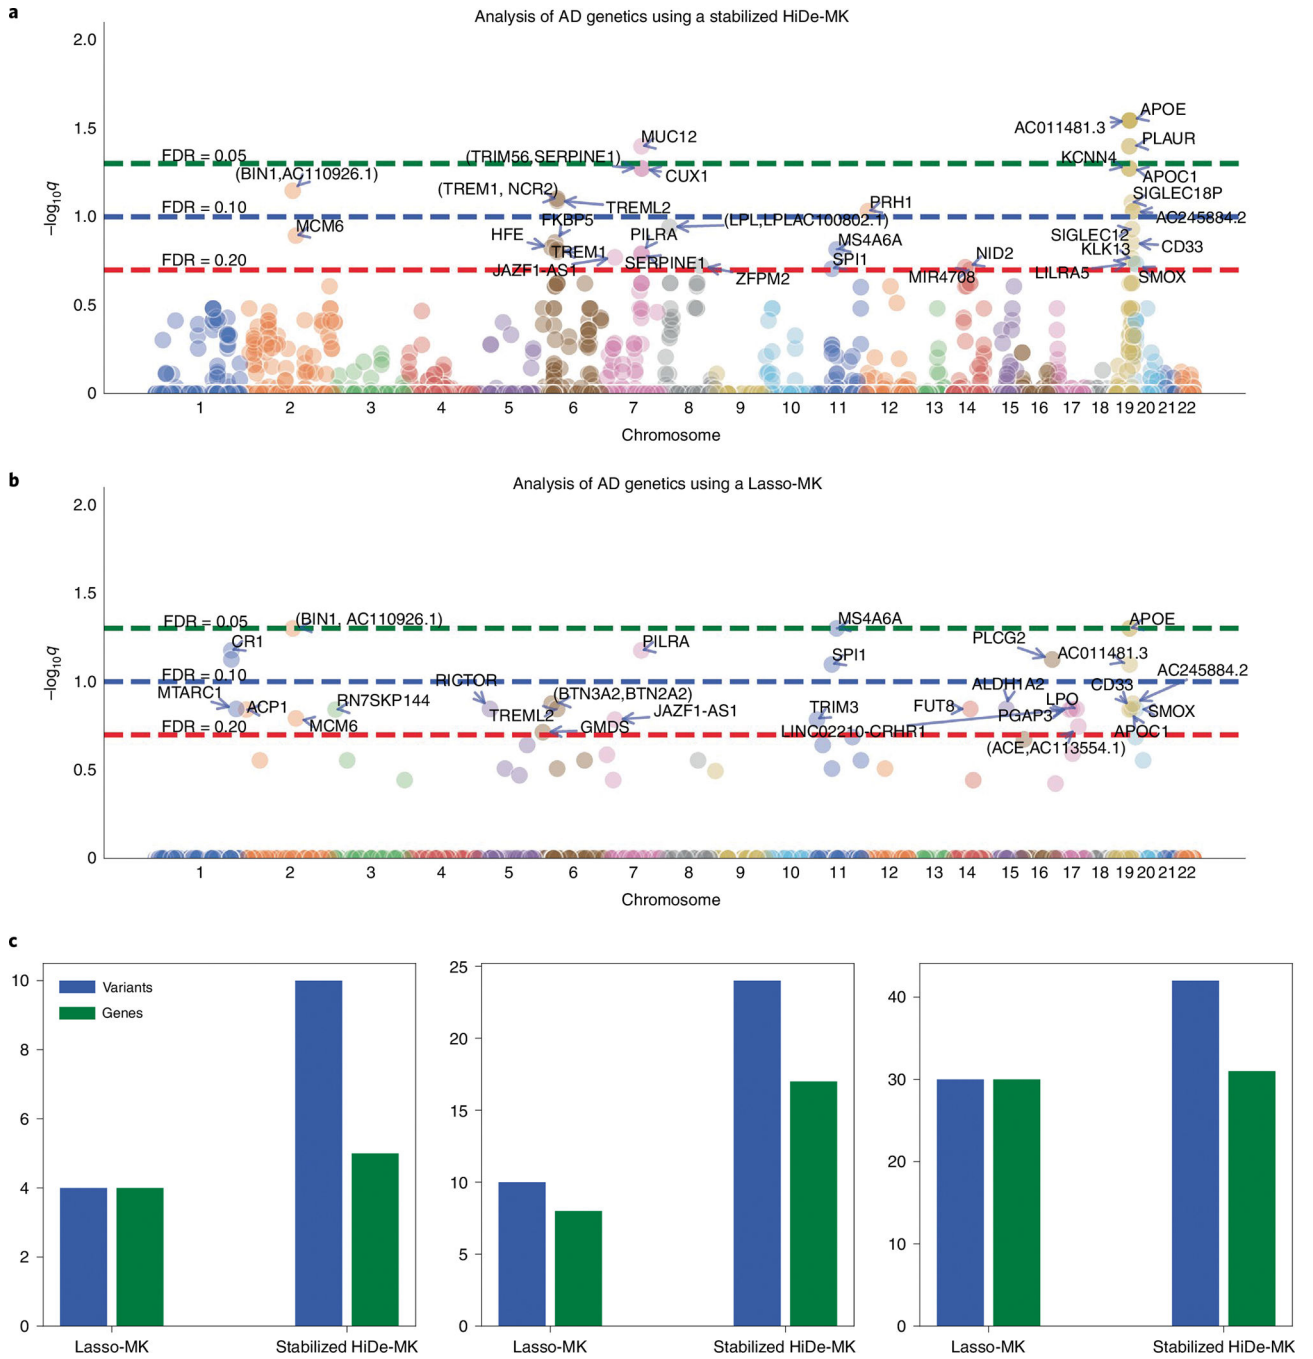 a
Analysis of AD genetics using a stabilized HiDe-MK
2.0
1.5
1.0
0.5
0
–log10q
FDR = 0.05
FDR = 0.10
FDR = 0.20
(BIN1,AC110926.1)
MCM6
MUC12
(TRIM56,SERPINE1)
CUX1
(TREM1, NCR2)
TREML2
FKBP5
HFE
TREM1
JAZF1-AS1
PILRA
SERPINE1
(LPL,LPLAC100802.1)
ZFPM2
PRH1
MS4A6A
SPI1
NID2
MIR4708
APOE
AC011481.3
PLAUR
KCNN4
APOC1
SIGLEC18P
AC245884.2
SIGLEC12
KLK13
CD33
LILRA5
SMOX
1 2 3 4 5 6 7 8 9 10 11 12 13 14 15 16 17 18 19 20 21 22
Chromosome
b
Analysis of AD genetics using a Lasso-MK
2.0
1.5
1.0
0.5
0
–log10q
FDR = 0.05
FDR = 0.10
FDR = 0.20
(BIN1, AC110926.1)
CR1
MTARC1
ACP1
MCM6
RN7SKP144
RICTOR
TREML2
(BTN3A2,BTN2A2)
GMDS
PILRA
JAZF1-AS1
MS4A6A
SPI1
TRIM3
LINC02210-CRHR1
FUT8
ALDH1A2
PLCG2
PGAP3
LPO
(ACE,AC113554.1)
APOE
AC011481.3
AC245884.2
CD33
SMOX
APOC1
1 2 3 4 5 6 7 8 9 10 11 12 13 14 15 16 17 18 19 20 21 22
Chromosome
c
10
8
6
4
2
0
Variants
Genes
Lasso-MK Stabilized HiDe-MK
25
20
15
10
5
0
Lasso-MK Stabilized HiDe-MK
40
30
20
10
0
Lasso-MK Stabilized HiDe-MK